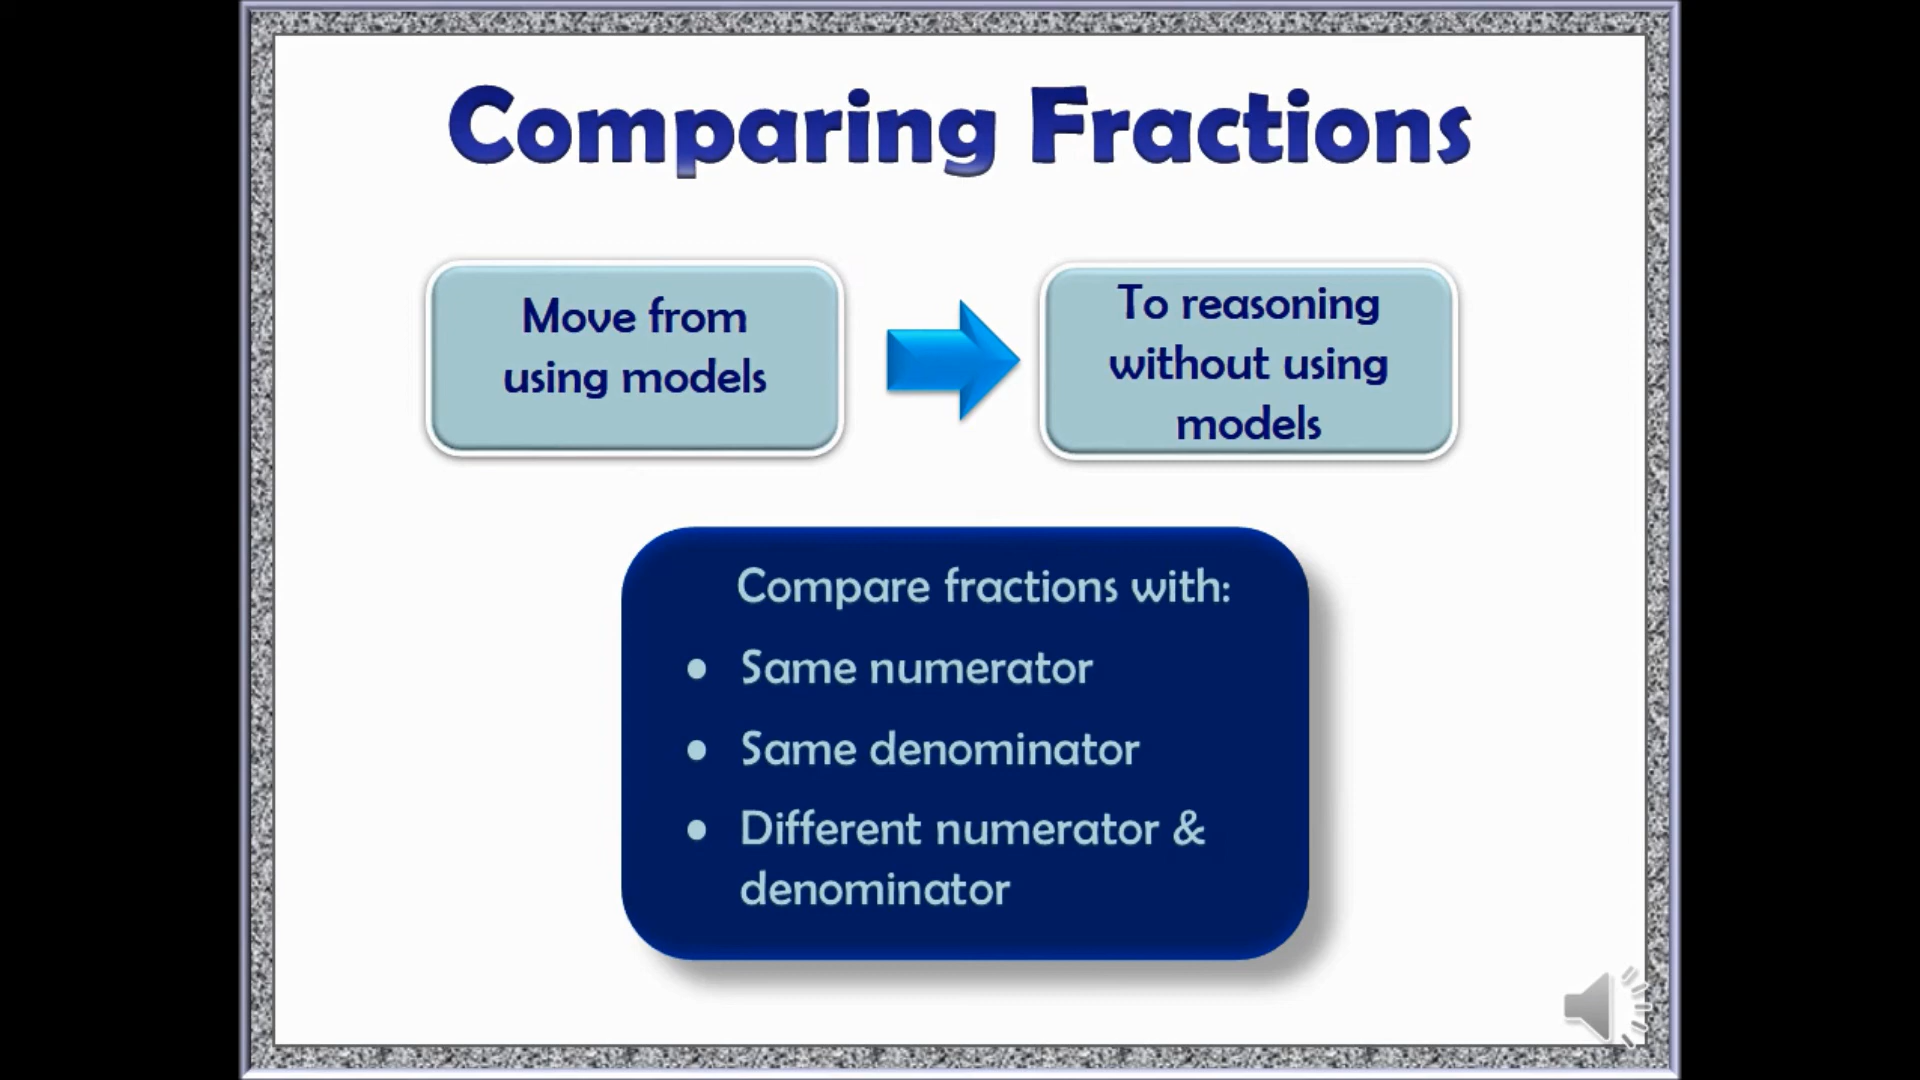 Comparing Fractions
Move from
using models
To reasoning
without using
models
Compare fractions with:
• Same numerator
• Same denominator
• Different numerator &
denominator